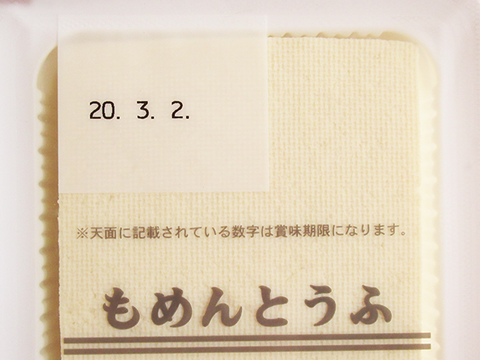 20. 3. 2.
※天面に記載されている数字は賞味期限になります。
もめんとうふ